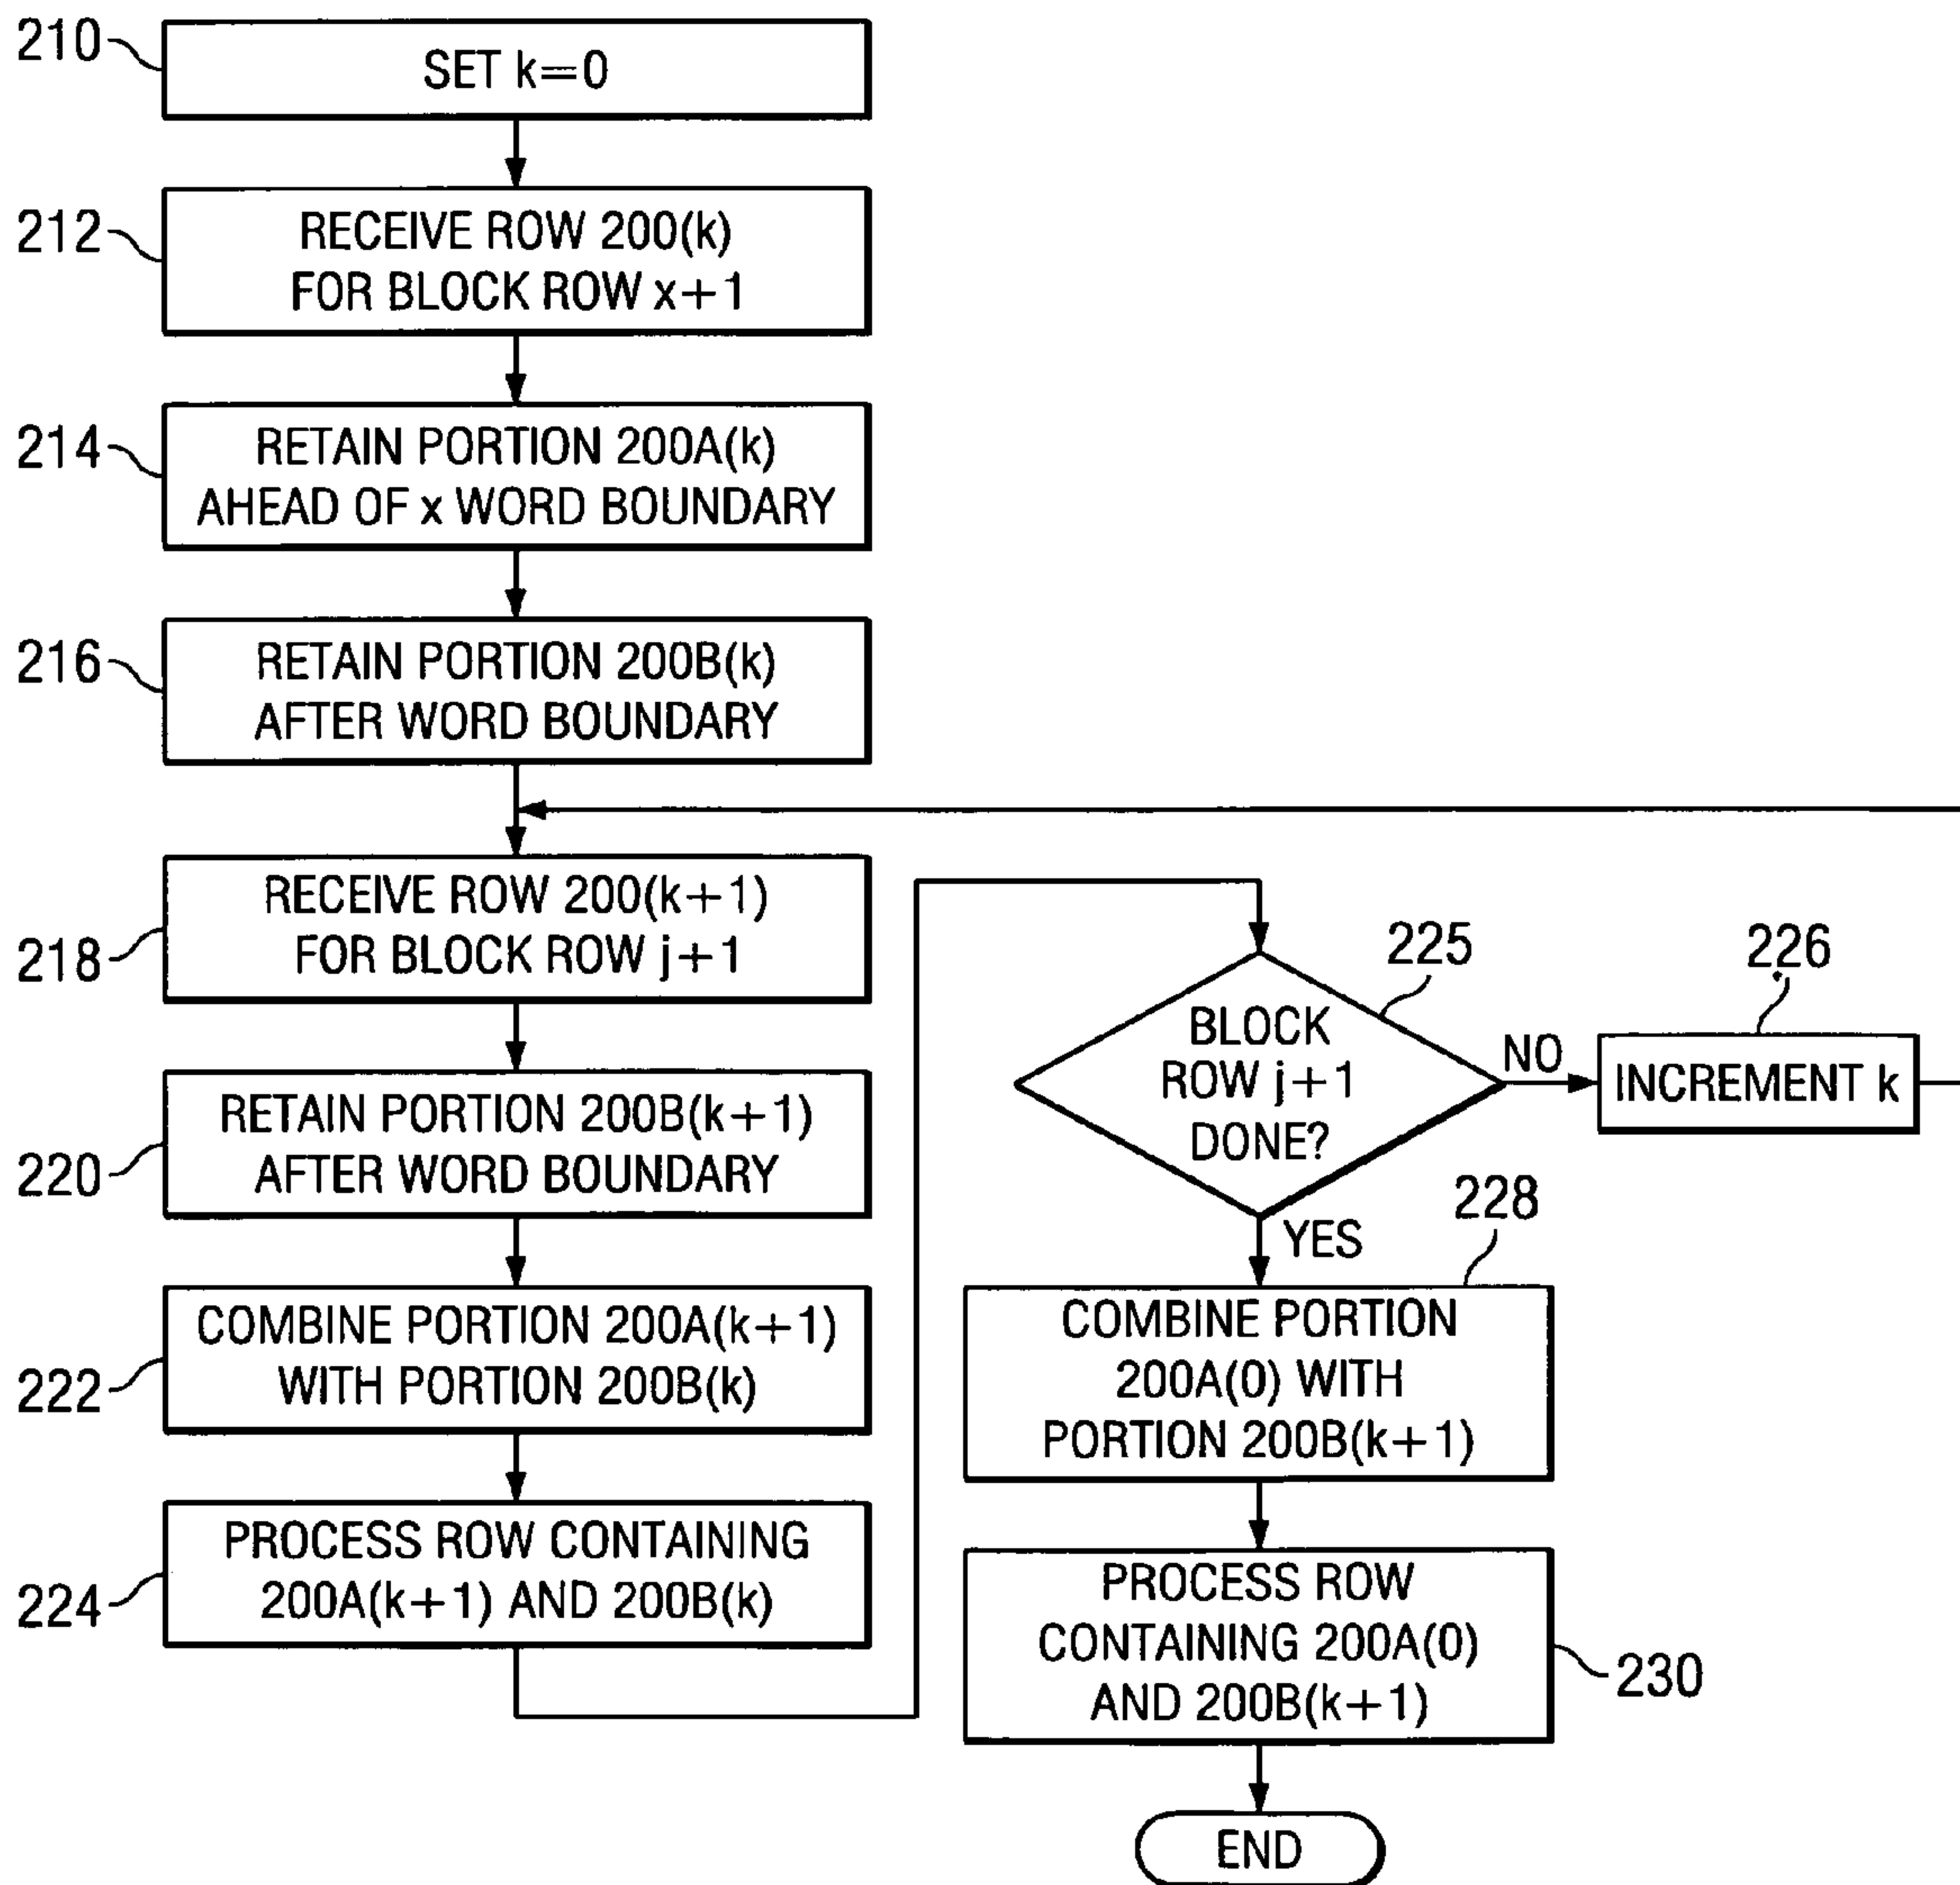 210
SET k=0
212
RECEIVE ROW 200(k)
FOR BLOCK ROW x+1
214
RETAIN PORTION 200A(k)
AHEAD OF x WORD BOUNDARY
216
RETAIN PORTION 200B(k)
AFTER WORD BOUNDARY
218
RECEIVE ROW 200(k+1)
FOR BLOCK ROW j+1
220
RETAIN PORTION 200B(k+1)
AFTER WORD BOUNDARY
222
COMBINE PORTION 200A(k+1)
WITH PORTION 200B(k)
224
PROCESS ROW CONTAINING
200A(k+1) AND 200B(k)
225
BLOCK
ROW j+1
DONE?
NO
226
INCREMENT k
YES
228
COMBINE PORTION
200A(0) WITH
PORTION 200B(k+1)
230
PROCESS ROW
CONTAINING 200A(0)
AND 200B(k+1)
END